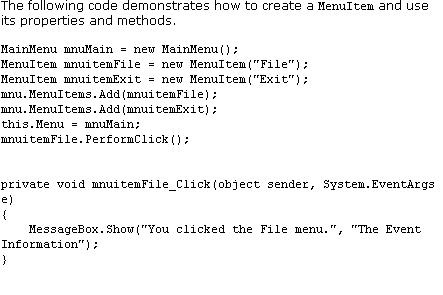 The following code demonstrates how to create a MenuItem and use
its properties and methods.
MainMenu mnuMain = new MainMenu();
MenuItem mnuitemFile = new MenuItem("File");
MenuItem mnuitemExit = new MenuItem("Exit");
mnu.MenuItems.Add(mnuitemFile);
mnu.MenuItems.Add(mnuitemExit);
this.Menu = mnuMain;
mnuitemFile.PerformClick();
private void mnuitemFile_Click(object sender, System.EventArgs
e)
{
    MessageBox.Show("You clicked the File menu.", "The Event
Information");
}